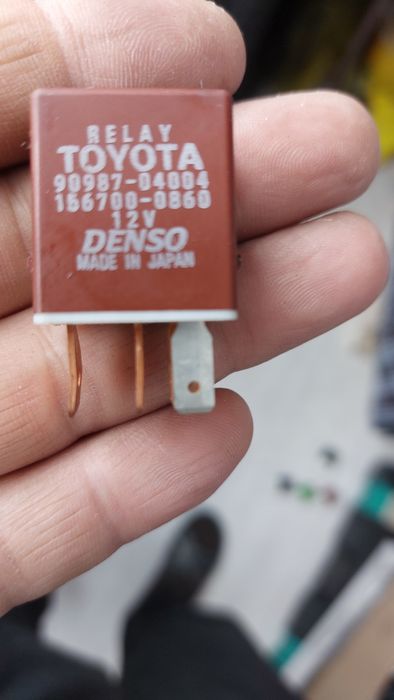 RELAY
TOYOTA
90987-04004
156700-0860
12V
DENSO
MADE IN JAPAN